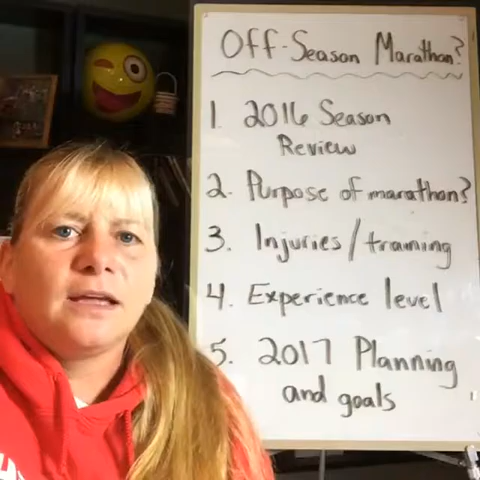 Off-Season Marathon?
1. 2016 Season
Review
2. Purpose of marathon?
3. Injuries/training
4. Experience level
5. 2017 Planning
and goals